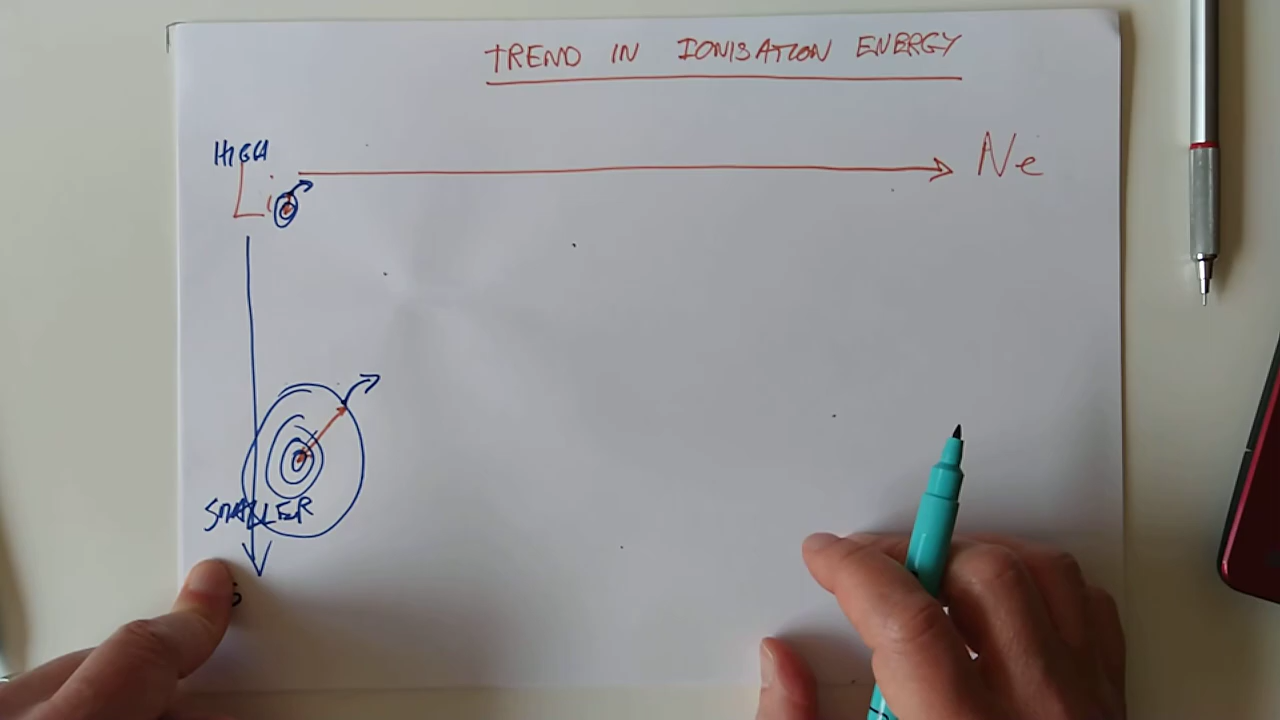 TREND IN IONISATION ENERGY
HIGH
Li
Ne
SMALLER